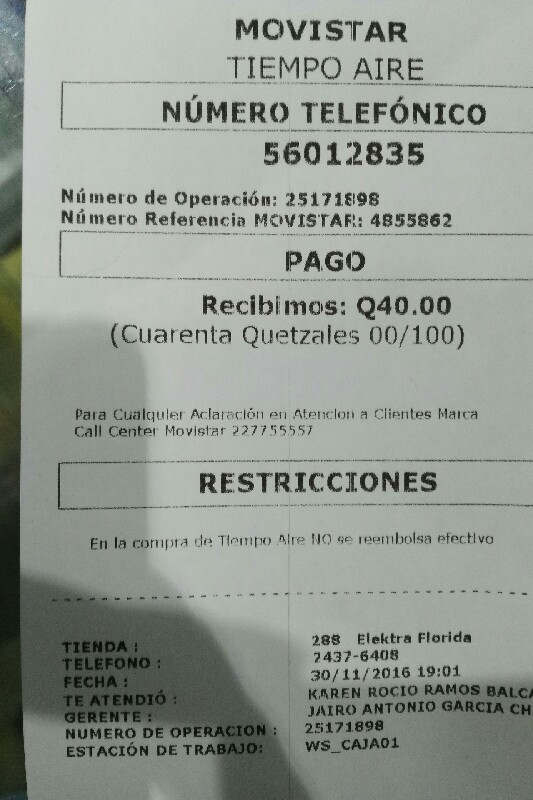 MOVISTAR
TIEMPO AIRE
NÚMERO TELEFÓNICO
56012835
Número de Operación: 25171898
Número Referencia MOVISTAR: 4855862
PAGO
Recibimos: Q40.00
(Cuarenta Quetzales 00/100)
Para Cualquier Aclaración en Atencion a Clientes Marca
Call Center Movistar 227755557
RESTRICCIONES
En la compra de Tiempo Aire NO se reembolsa efectivo
TIENDA : 288 Elektra Florida
TELEFONO : 2437-6408
FECHA : 30/11/2016 19:01
TE ATENDIÓ : KAREN ROCIO RAMOS BALCA
GERENTE : JAIRO ANTONIO GARCIA CH
NUMERO DE OPERACION : 25171898
ESTACIÓN DE TRABAJO: WS_CAJA01